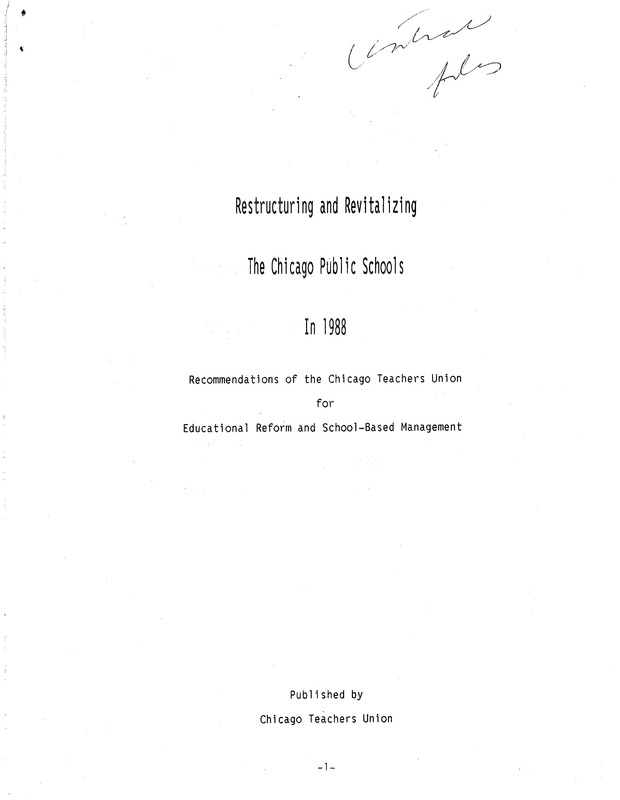 Central
files
Restructuring and Revitalizing
The Chicago Public Schools
In 1988
Recommendations of the Chicago Teachers Union
for
Educational Reform and School-Based Management
Published by
Chicago Teachers Union
-1-